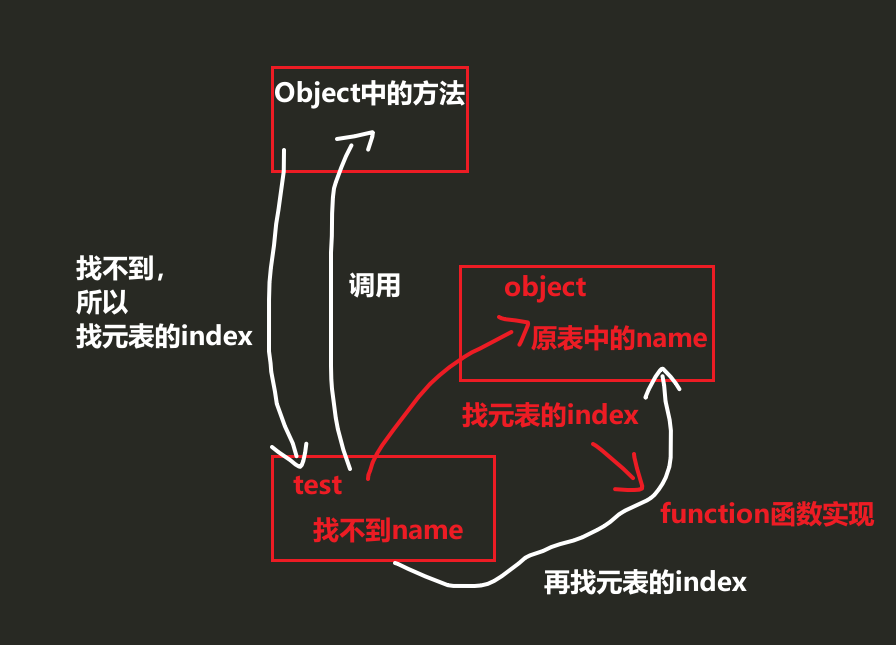 Object中的方法
找不到，
所以
找元表的index
调用
object
原表中的name
找元表的index
test
找不到name
function函数实现
再找元表的index